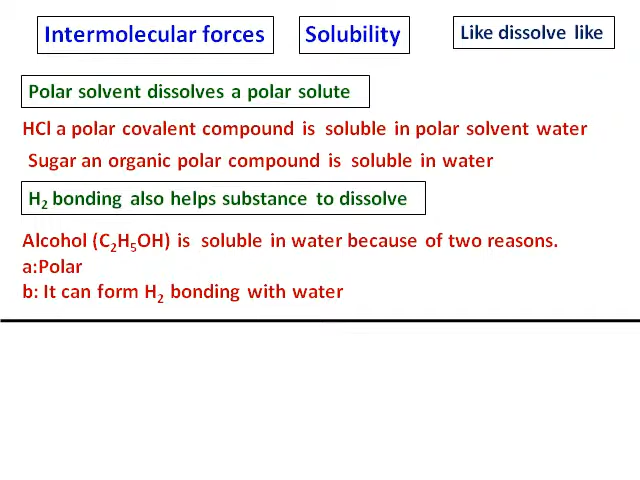 Intermolecular forces Solubility Like dissolve like
Polar solvent dissolves a polar solute
HCl a polar covalent compound is soluble in polar solvent water
Sugar an organic polar compound is soluble in water
H₂ bonding also helps substance to dissolve
Alcohol (C₂H₅OH) is soluble in water because of two reasons.
a:Polar
b: It can form H₂ bonding with water